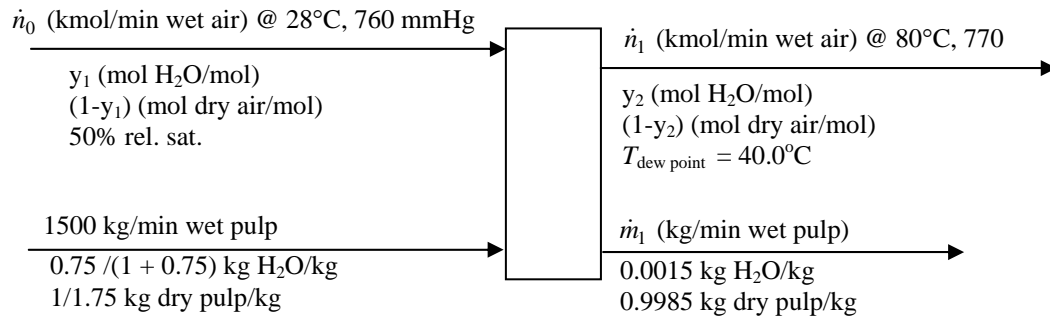 ṅ₀ (kmol/min wet air) @ 28°C, 760 mmHg
y₁ (mol H₂O/mol)
(1-y₁) (mol dry air/mol)
50% rel. sat.
ṅ₁ (kmol/min wet air) @ 80°C, 770
y₂ (mol H₂O/mol)
(1-y₂) (mol dry air/mol)
T dew point = 40.0°C
1500 kg/min wet pulp
0.75 /(1 + 0.75) kg H₂O/kg
1/1.75 kg dry pulp/kg
ṁ₁ (kg/min wet pulp)
0.0015 kg H₂O/kg
0.9985 kg dry pulp/kg